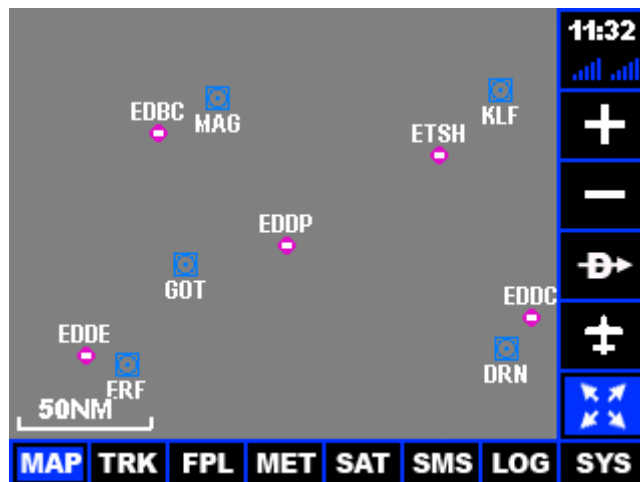 11:32
EDBC
MAG
KLF
ETSH
EDDP
GOT
EDDC
EDDE
DRN
ERF
50NM
MAP TRK FPL MET SAT SMS LOG SYS